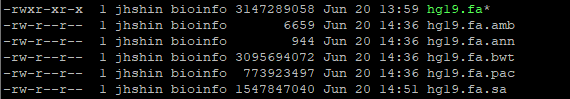 -rwxr-xr-x 1 jhshin bioinfo 3147289058 Jun 20 13:59 hg19.fa*
-rw-r--r-- 1 jhshin bioinfo 6659 Jun 20 14:36 hg19.fa.amb
-rw-r--r-- 1 jhshin bioinfo 944 Jun 20 14:36 hg19.fa.ann
-rw-r--r-- 1 jhshin bioinfo 3095694072 Jun 20 14:36 hg19.fa.bwt
-rw-r--r-- 1 jhshin bioinfo 773923497 Jun 20 14:36 hg19.fa.pac
-rw-r--r-- 1 jhshin bioinfo 1547847040 Jun 20 14:51 hg19.fa.sa